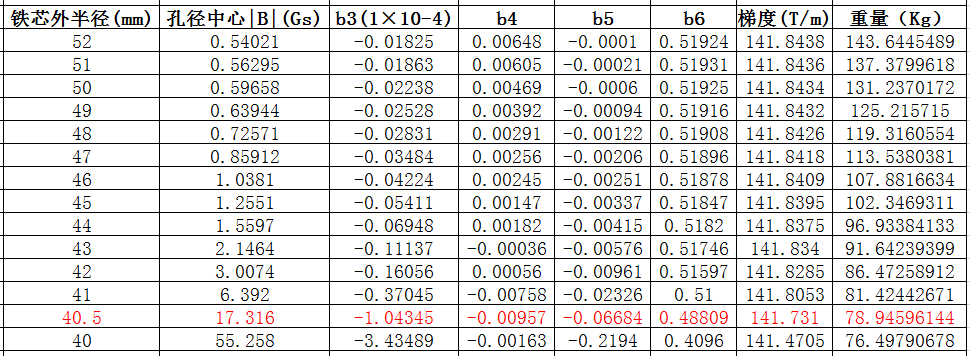 铁芯外半径(mm) 孔径中心|B|(Gs) b3(1×10-4) b4 b5 b6 梯度(T/m) 重量（Kg）
52 0.54021 -0.01825 0.00648 -0.0001 0.51924 141.8438 143.6445489
51 0.56295 -0.01863 0.00605 -0.00021 0.51931 141.8436 137.3799618
50 0.59658 -0.02238 0.00469 -0.0006 0.51925 141.8434 131.2370172
49 0.63944 -0.02528 0.00392 -0.00094 0.51916 141.8432 125.215715
48 0.72571 -0.02831 0.00291 -0.00122 0.51908 141.8426 119.3160554
47 0.85912 -0.03484 0.00256 -0.00206 0.51896 141.8418 113.5380381
46 1.0381 -0.04224 0.00245 -0.00251 0.51878 141.8409 107.8816634
45 1.2551 -0.05411 0.00147 -0.00337 0.51847 141.8395 102.3469311
44 1.5597 -0.06948 0.00182 -0.00415 0.5182 141.8375 96.93384133
43 2.1464 -0.11137 -0.00036 -0.00576 0.51746 141.834 91.64239399
42 3.0074 -0.16056 0.00056 -0.00961 0.51597 141.8285 86.47258912
41 6.392 -0.37045 -0.00758 -0.02326 0.51 141.8053 81.42442671
40.5 17.316 -1.04345 -0.00957 -0.06684 0.48809 141.731 78.94596144
40 55.258 -3.43489 -0.00163 -0.2194 0.4096 141.4705 76.49790678